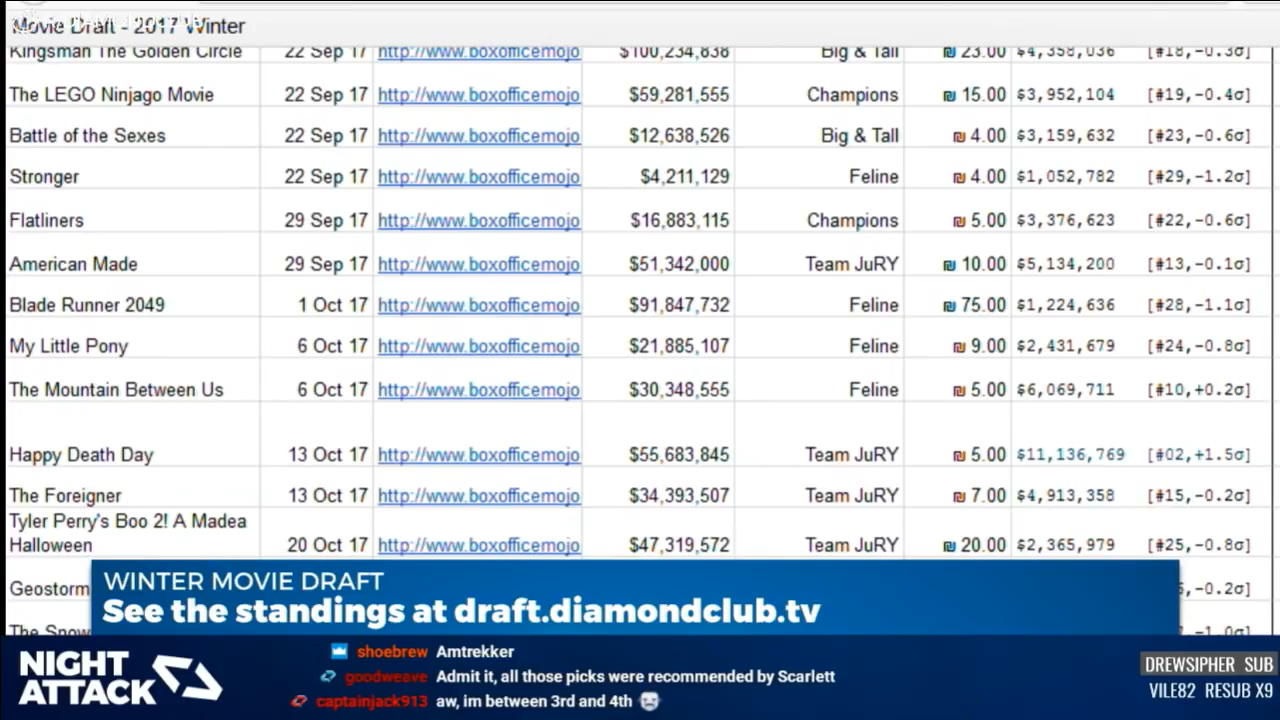 Movie Draft - 2017 Winter
Kingsman The Golden Circle 22 Sep 17 http://www.boxofficemojo $100,234,838 Big & Tall ₪ 23.00 $4,358,036 [#18,-0.3σ]
The LEGO Ninjago Movie 22 Sep 17 http://www.boxofficemojo $59,281,555 Champions ₪ 15.00 $3,952,104 [#19,-0.4σ]
Battle of the Sexes 22 Sep 17 http://www.boxofficemojo $12,638,526 Big & Tall ₪ 4.00 $3,159,632 [#23,-0.6σ]
Stronger 22 Sep 17 http://www.boxofficemojo $4,211,129 Feline ₪ 4.00 $1,052,782 [#29,-1.2σ]
Flatliners 29 Sep 17 http://www.boxofficemojo $16,883,115 Champions ₪ 5.00 $3,376,623 [#22,-0.6σ]
American Made 29 Sep 17 http://www.boxofficemojo $51,342,000 Team JuRY ₪ 10.00 $5,134,200 [#13,-0.1σ]
Blade Runner 2049 1 Oct 17 http://www.boxofficemojo $91,847,732 Feline ₪ 75.00 $1,224,636 [#28,-1.1σ]
My Little Pony 6 Oct 17 http://www.boxofficemojo $21,885,107 Feline ₪ 9.00 $2,431,679 [#24,-0.8σ]
The Mountain Between Us 6 Oct 17 http://www.boxofficemojo $30,348,555 Feline ₪ 5.00 $6,069,711 [#10,+0.2σ]
Happy Death Day 13 Oct 17 http://www.boxofficemojo $55,683,845 Team JuRY ₪ 5.00 $11,136,769 [#02,+1.5σ]
The Foreigner 13 Oct 17 http://www.boxofficemojo $34,393,507 Team JuRY ₪ 7.00 $4,913,358 [#15,-0.2σ]
Tyler Perry's Boo 2! A Madea
Halloween 20 Oct 17 http://www.boxofficemojo $47,319,572 Team JuRY ₪ 20.00 $2,365,979 [#25,-0.8σ]
Geostorm -0.2σ]
The Snow -1.0σ]
WINTER MOVIE DRAFT
See the standings at draft.diamondclub.tv
NIGHT
ATTACK
shoebrew Amtrekker
goodweave Admit it, all those picks were recommended by Scarlett
captainjack913 aw, im between 3rd and 4th
DREWSIPHER SUB
VILE82 RESUB X9